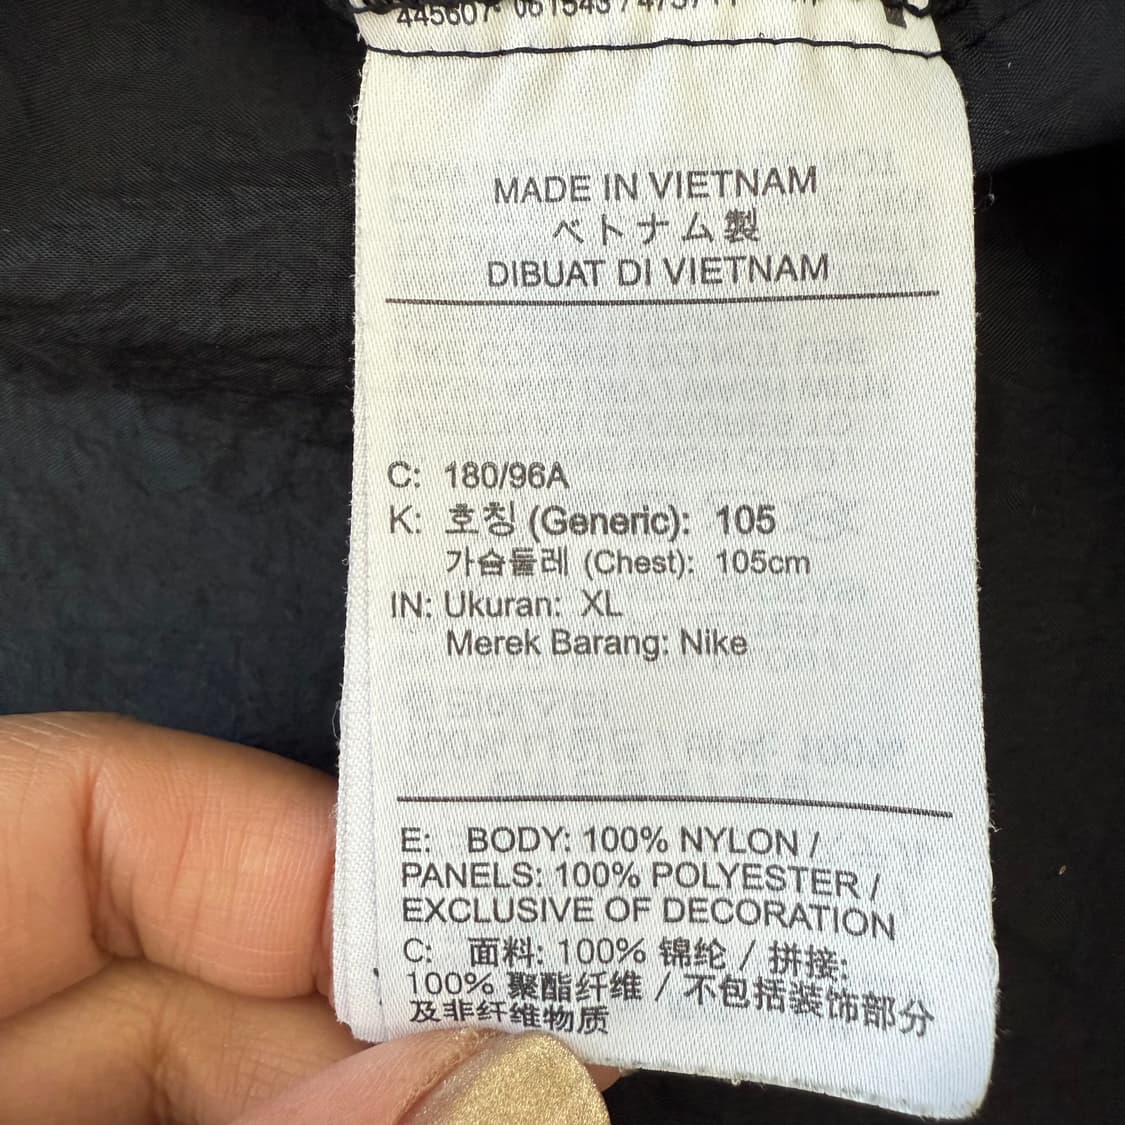 MADE IN VIETNAM
ベトナム製
DIBUAT DI VIETNAM
C: 180/96A
K: 호칭 (Generic): 105
가슴둘레 (Chest): 105cm
IN: Ukuran: XL
Merek Barang: Nike
E: BODY: 100% NYLON /
PANELS: 100% POLYESTER /
EXCLUSIVE OF DECORATION
C: 面料: 100% 锦纶 / 拼接:
100% 聚酯纤维 / 不包括装饰部分
及非纤维物质